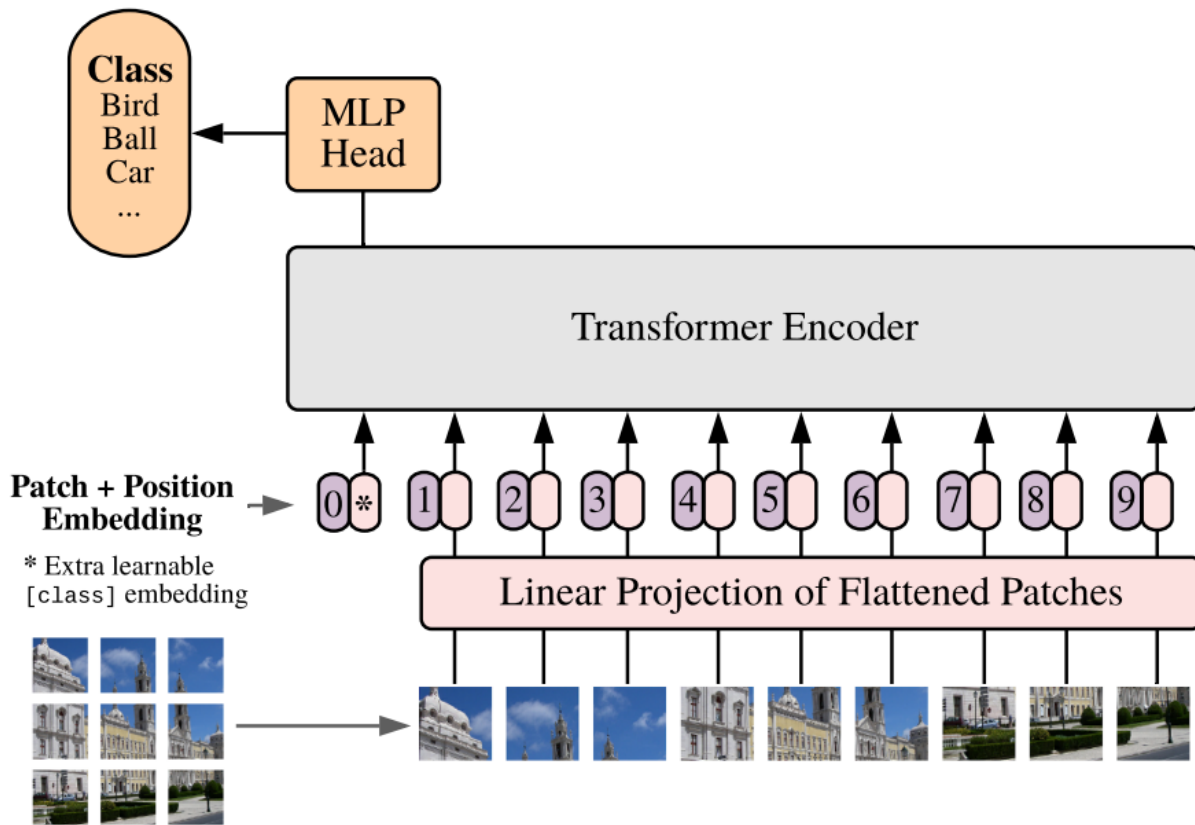 Class
Bird
Ball
Car
...
MLP
Head
Transformer Encoder
Patch + Position
Embedding
0 * 1 2 3 4 5 6 7 8 9
* Extra learnable
[class] embedding
Linear Projection of Flattened Patches